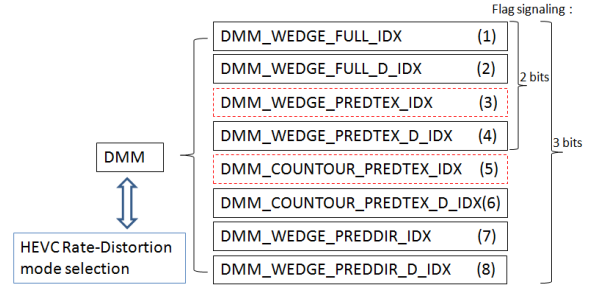 Flag signaling :
DMM_WEDGE_FULL_IDX (1)
DMM_WEDGE_FULL_D_IDX (2)
2 bits
DMM_WEDGE_PREDTEX_IDX (3)
DMM_WEDGE_PREDTEX_D_IDX (4)
3 bits
DMM
DMM_COUNTOUR_PREDTEX_IDX (5)
DMM_COUNTOUR_PREDTEX_D_IDX(6)
DMM_WEDGE_PREDDIR_IDX (7)
HEVC Rate-Distortion
mode selection
DMM_WEDGE_PREDDIR_D_IDX (8)